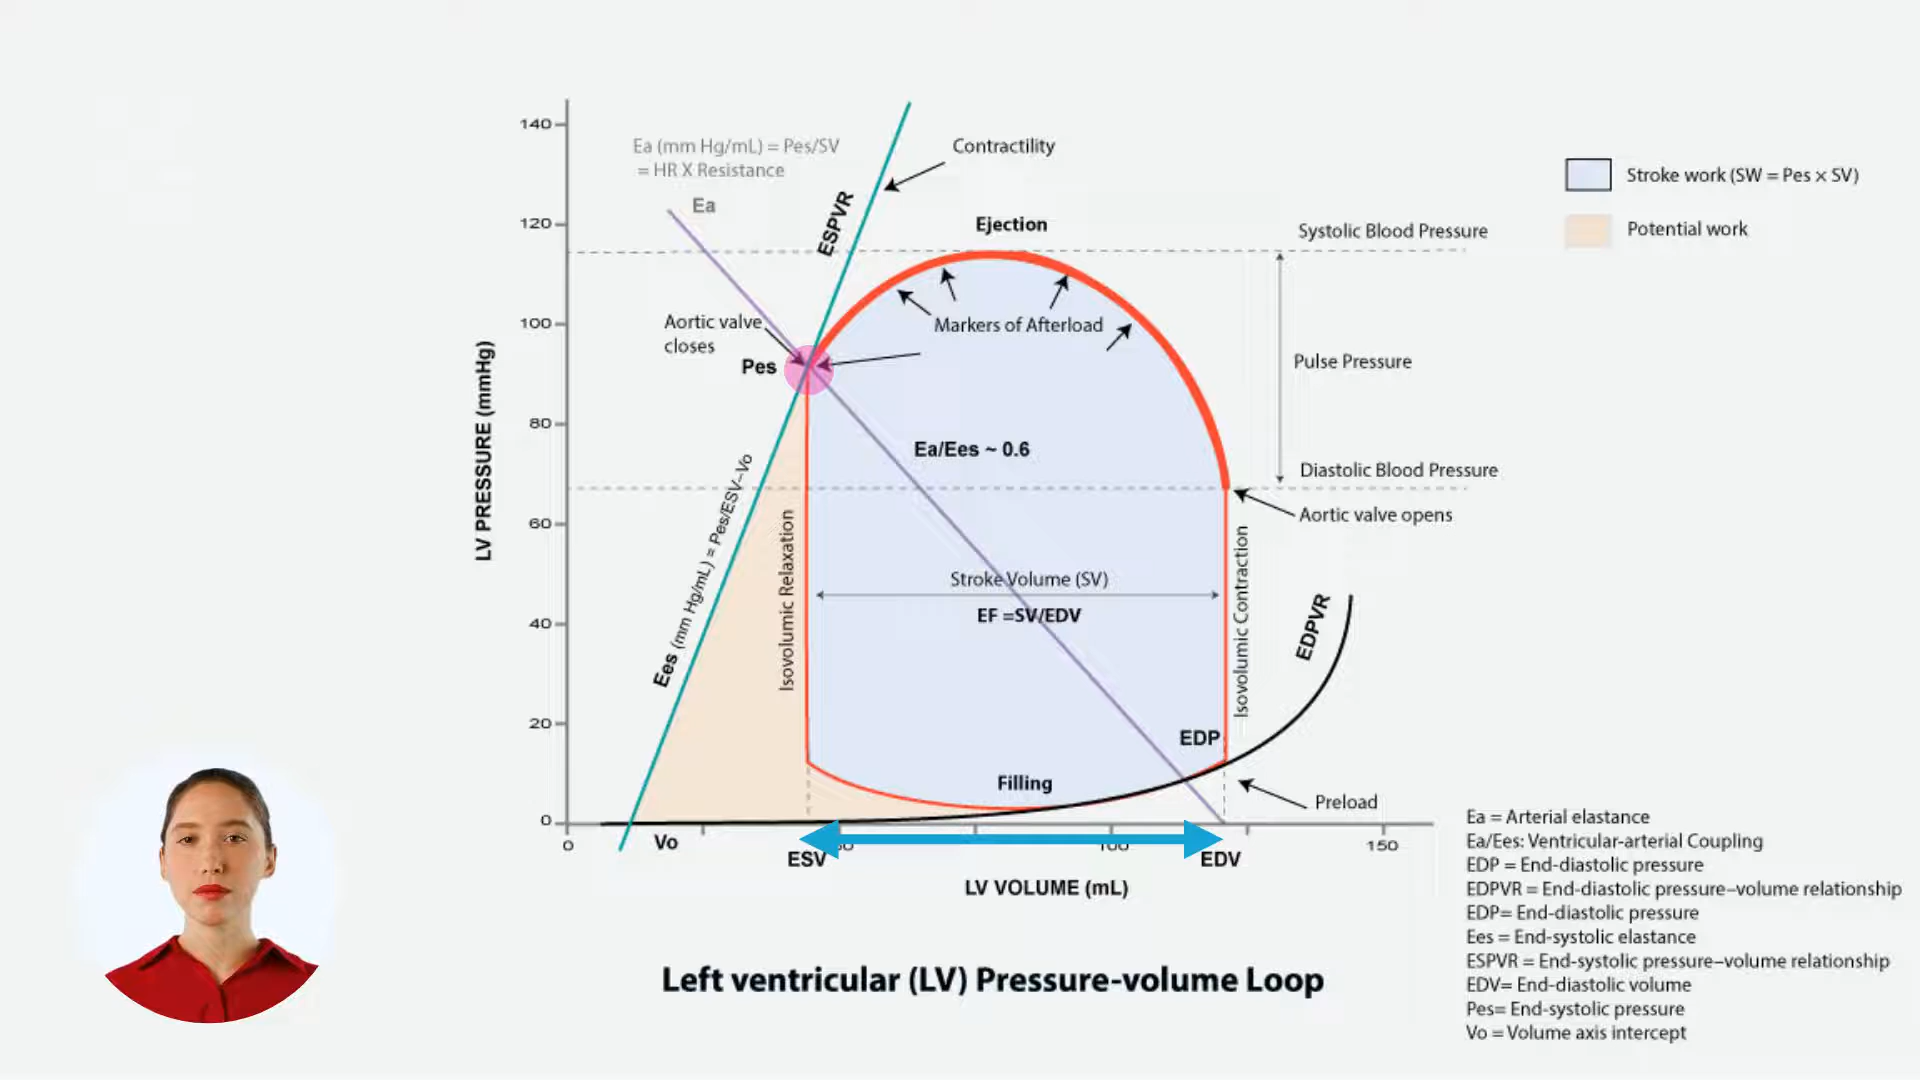 140
120
100
80
60
40
20
0
LV PRESSURE (mmHg)
Ea (mm Hg/mL) = Pes/SV
= HR X Resistance
Ea
ESPVR
Contractility
Ejection
Aortic valve
closes
Pes
Markers of Afterload
Ea/Ees ~ 0.6
Ees (mm Hg/mL) = Pes/ESV–Vo
Isovolumic Relaxation
Stroke Volume (SV)
EF =SV/EDV
Isovolumic Contraction
EDP
Filling
EDPVR
Preload
Systolic Blood Pressure
Pulse Pressure
Diastolic Blood Pressure
Aortic valve opens
Stroke work (SW = Pes × SV)
Potential work
0
Vo
ESV
EDV
150
LV VOLUME (mL)
Left ventricular (LV) Pressure-volume Loop
Ea = Arterial elastance
Ea/Ees: Ventricular-arterial Coupling
EDP = End-diastolic pressure
EDPVR = End-diastolic pressure–volume relationship
EDP= End-diastolic pressure
Ees = End-systolic elastance
ESPVR = End-systolic pressure–volume relationship
EDV= End-diastolic volume
Pes= End-systolic pressure
Vo = Volume axis intercept